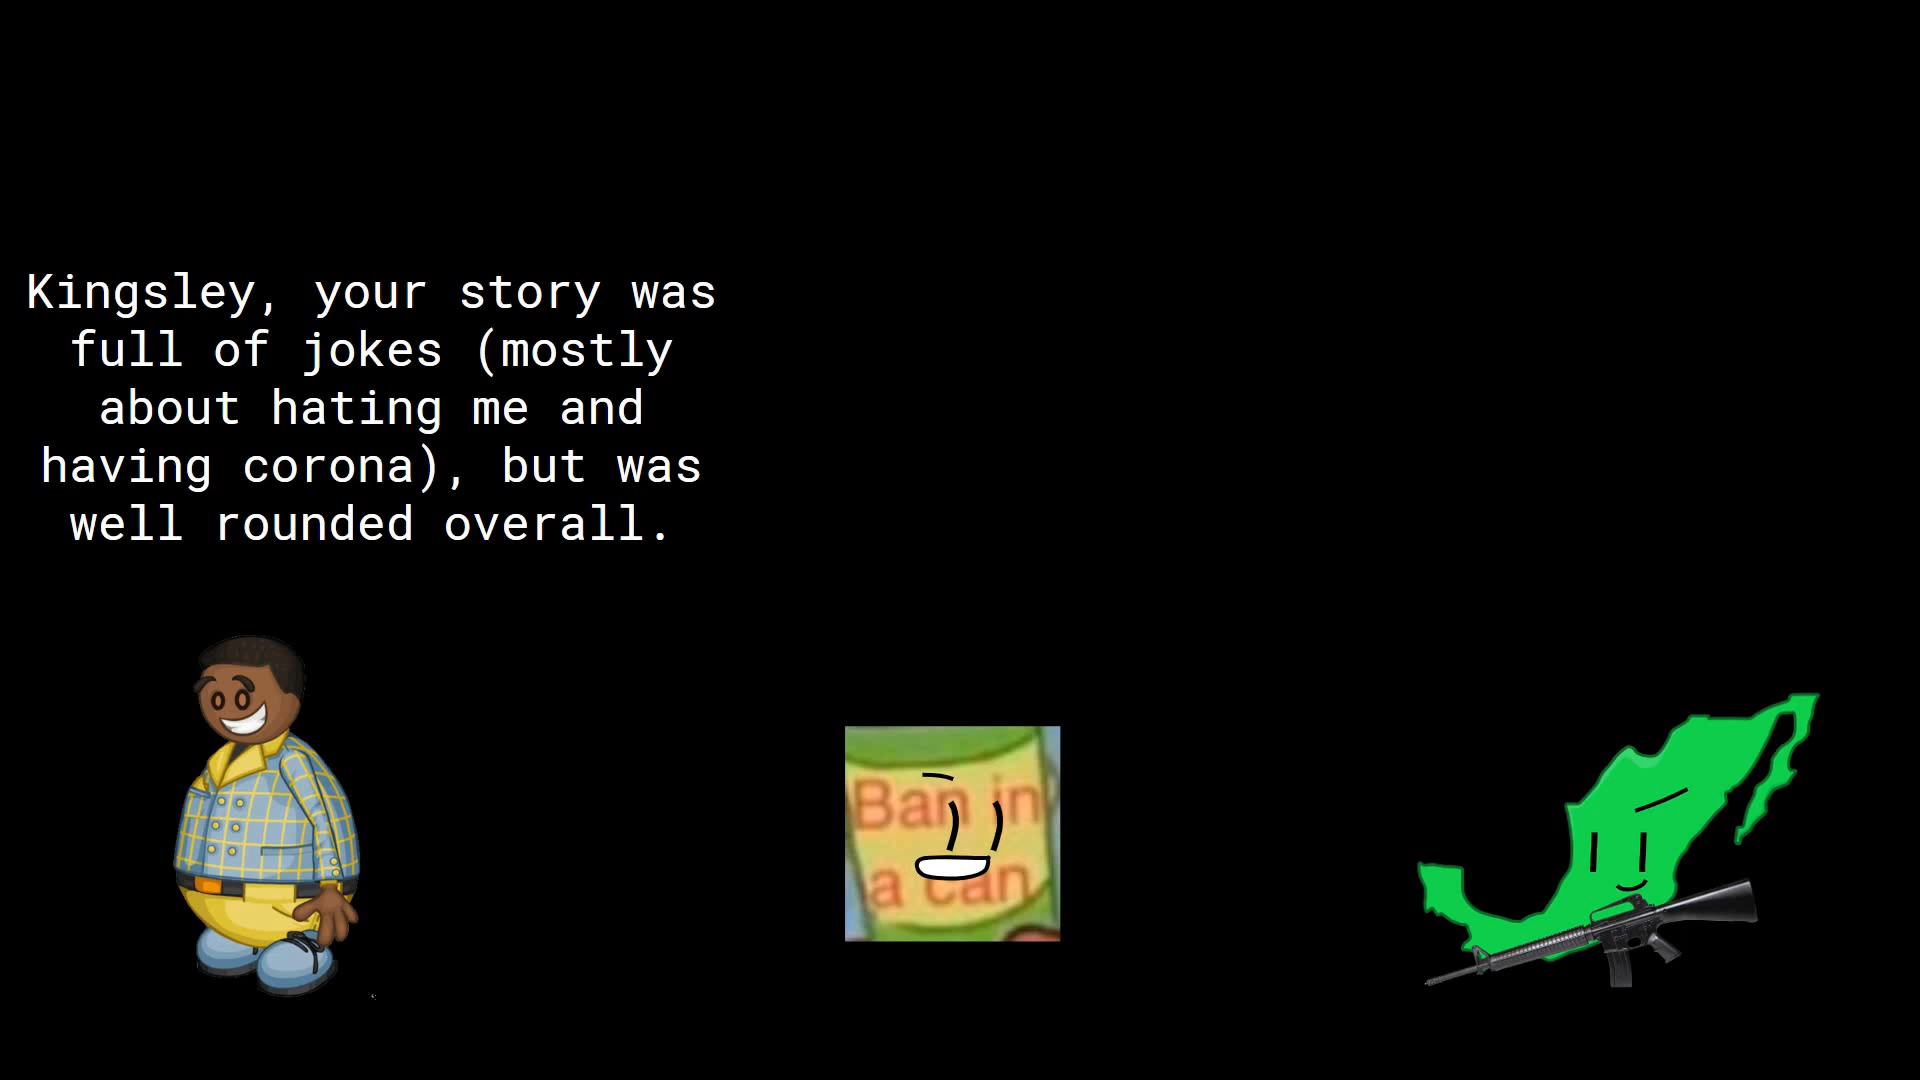 Kingsley, your story was
full of jokes (mostly
about hating me and
having corona), but was
well rounded overall.
Ban in
a can